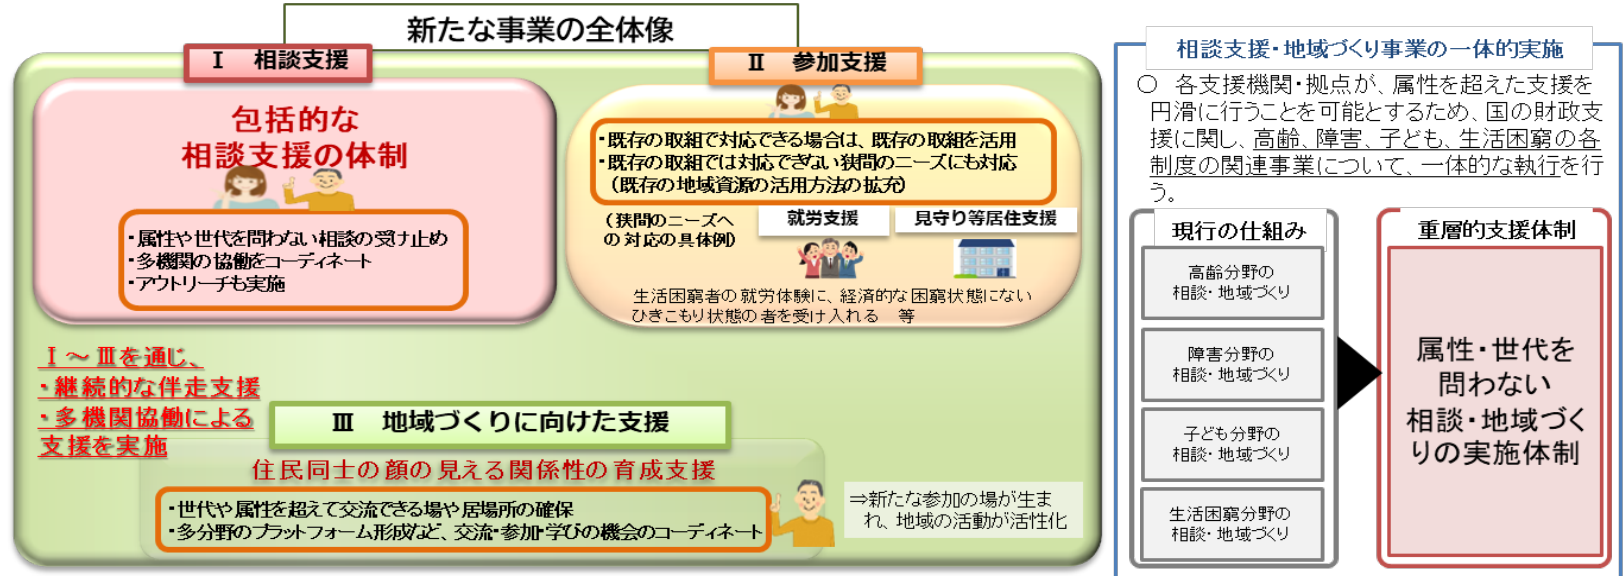 新たな事業の全体像
Ⅰ 相談支援
包括的な
相談支援の体制
・属性や世代を問わない相談の受け止め
・多機関の協働をコーディネート
・アウトリーチも実施
Ⅱ 参加支援
・既存の取組で対応できる場合は、既存の取組を活用
・既存の取組では対応できない狭間のニーズにも対応
（既存の地域資源の活用方法の拡充）
（狭間のニーズへ
の対応の具体例）
就労支援
見守り等居住支援
生活困窮者の就労体験に、経済的な困窮状態にない
ひきこもり状態の者を受け入れる 等
Ⅰ～Ⅲを通じ、
・継続的な伴走支援
・多機関協働による
支援を実施
Ⅲ 地域づくりに向けた支援
住民同士の顔の見える関係性の育成支援
・世代や属性を超えて交流できる場や居場所の確保
・多分野のプラットフォーム形成など、交流・参加・学びの機会のコーディネート
⇒新たな参加の場が生ま
れ、地域の活動が活性化
相談支援・地域づくり事業の一体的実施
○ 各支援機関・拠点が、属性を超えた支援を
円滑に行うことを可能とするため、国の財政支
援に関し、高齢、障害、子ども、生活困窮の各
制度の関連事業について、一体的な執行を行
う。
現行の仕組み
高齢分野の
相談・地域づくり
障害分野の
相談・地域づくり
子ども分野の
相談・地域づくり
生活困窮分野の
相談・地域づくり
重層的支援体制
属性・世代を
問わない
相談・地域づく
りの実施体制